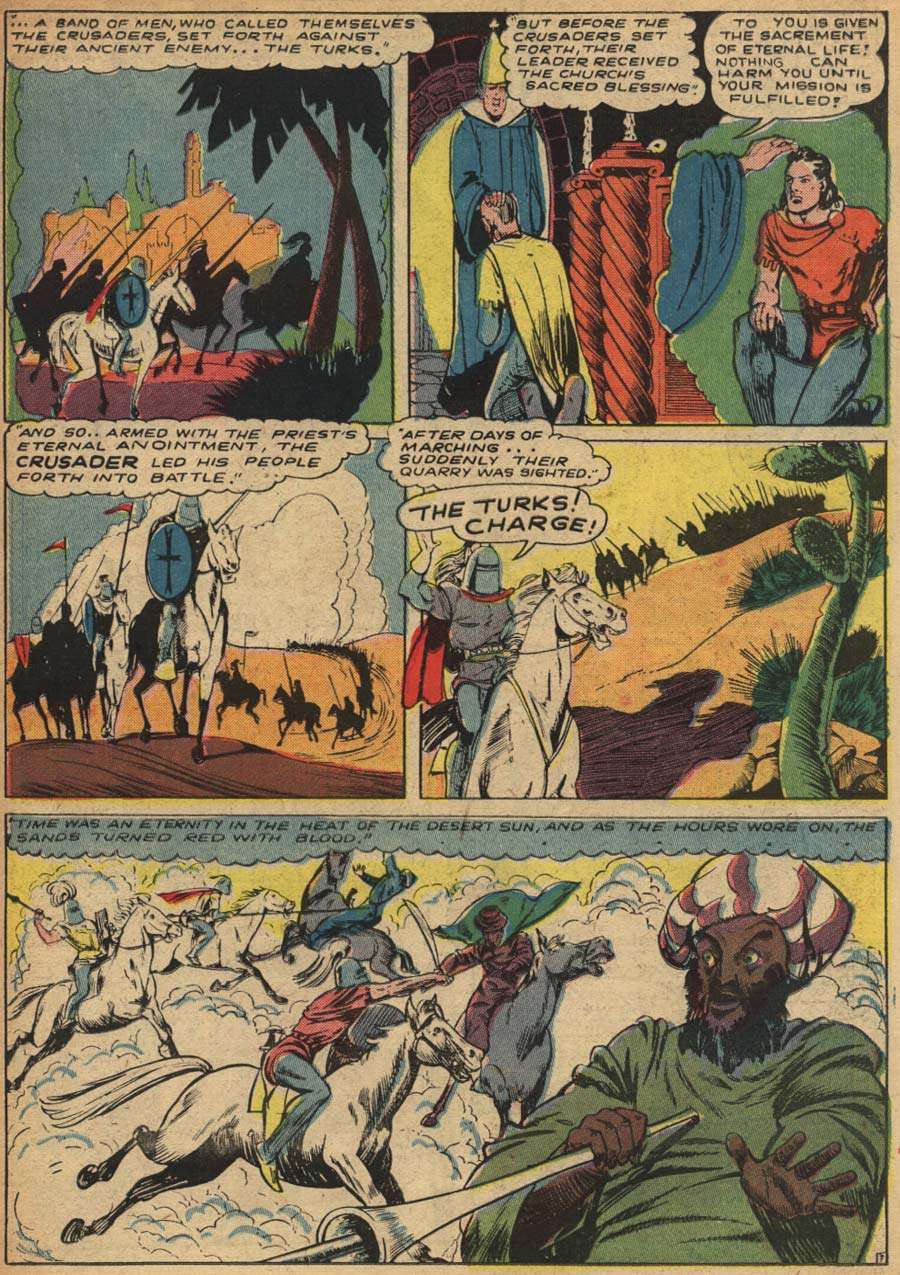 "... A BAND OF MEN, WHO CALLED THEMSELVES
THE CRUSADERS, SET FORTH AGAINST
THEIR ANCIENT ENEMY... THE TURKS."
"BUT BEFORE THE
CRUSADERS SET
FORTH, THEIR
LEADER RECEIVED
THE CHURCH'S
SACRED BLESSING".
TO YOU IS GIVEN
THE SACREMENT
OF ETERNAL LIFE!
NOTHING CAN
HARM YOU UNTIL
YOUR MISSION IS
FULFILLED!
"AND SO.. ARMED WITH THE PRIEST'S
ETERNAL ANOINTMENT, THE
CRUSADER LED HIS PEOPLE
FORTH INTO BATTLE."
"AFTER DAYS OF
MARCHING...
SUDDENLY THEIR
QUARRY WAS SIGHTED."
THE TURKS!
CHARGE!
"TIME WAS AN ETERNITY IN THE HEAT OF THE DESERT SUN, AND AS THE HOURS WORE ON, THE
SANDS TURNED RED WITH BLOOD."